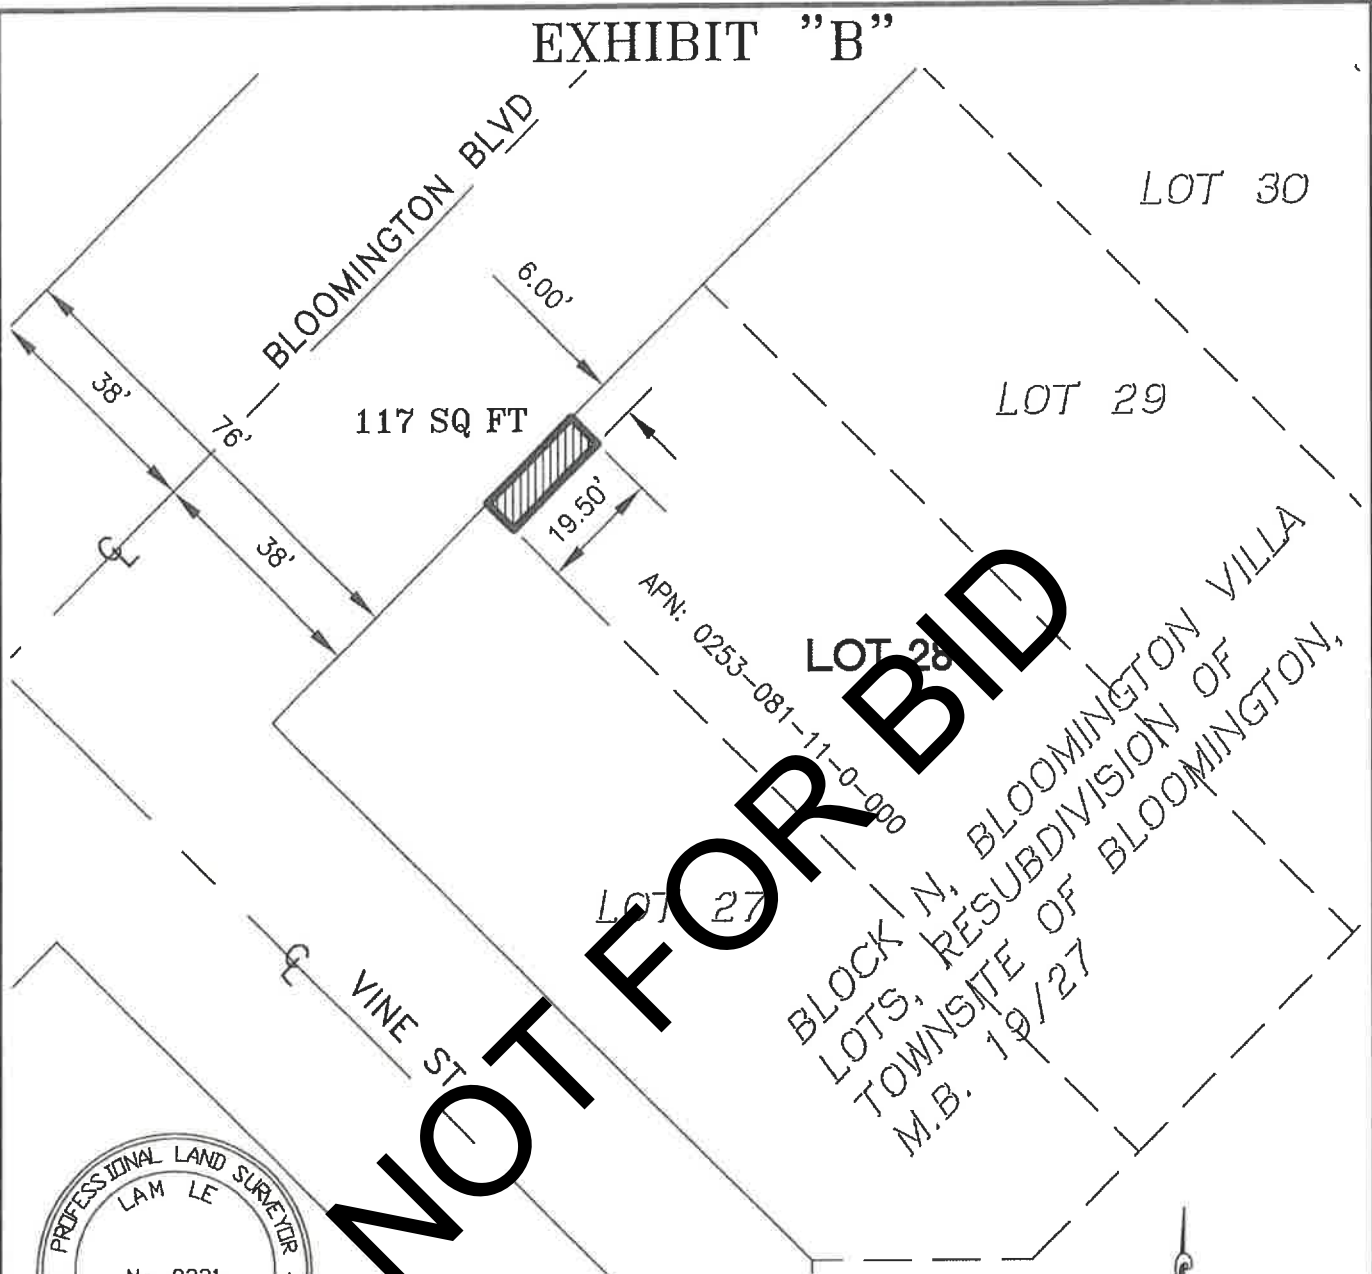 EXHIBIT "B"
BLOOMINGTON BLVD
LOT 30
6.00'
38'
76'
117 SQ FT
LOT 29
19.50'
38'
APN: 0253-081-11-0-000
LOT 28
LOT 27
BLOCK N, BLOOMINGTON VILLA
LOTS, RESUBDIVISION OF
TOWNSITE OF BLOOMINGTON,
M.B. 19/27
VINE ST
NOT FOR BID
PROFESSIONAL LAND SURVEYOR
LAM LE